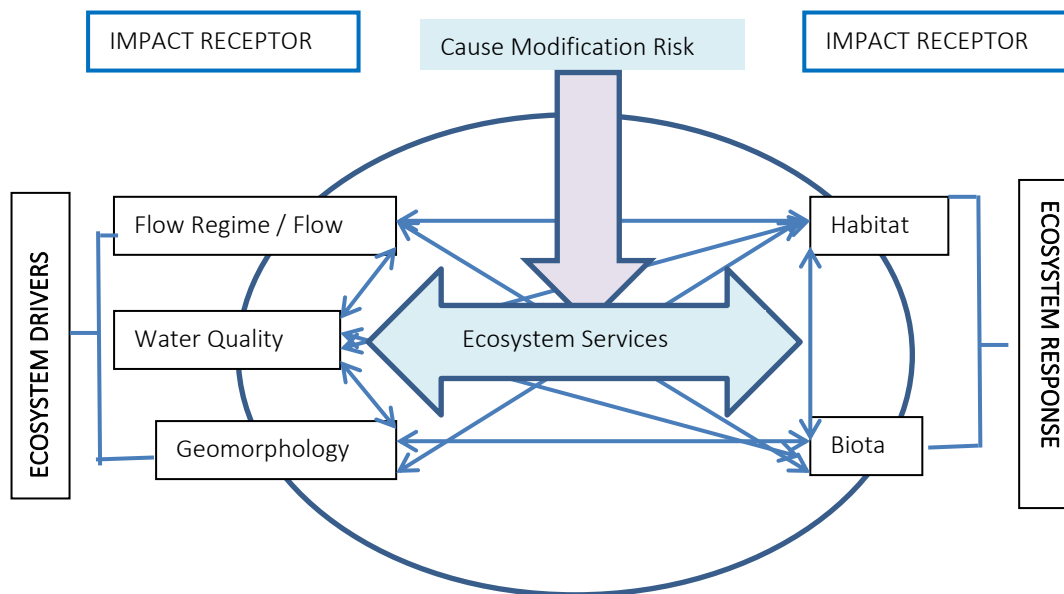 IMPACT RECEPTOR
Cause Modification Risk
IMPACT RECEPTOR
ECOSYSTEM DRIVERS
Flow Regime / Flow
Water Quality
Geomorphology
Ecosystem Services
Habitat
Biota
ECOSYSTEM RESPONSE